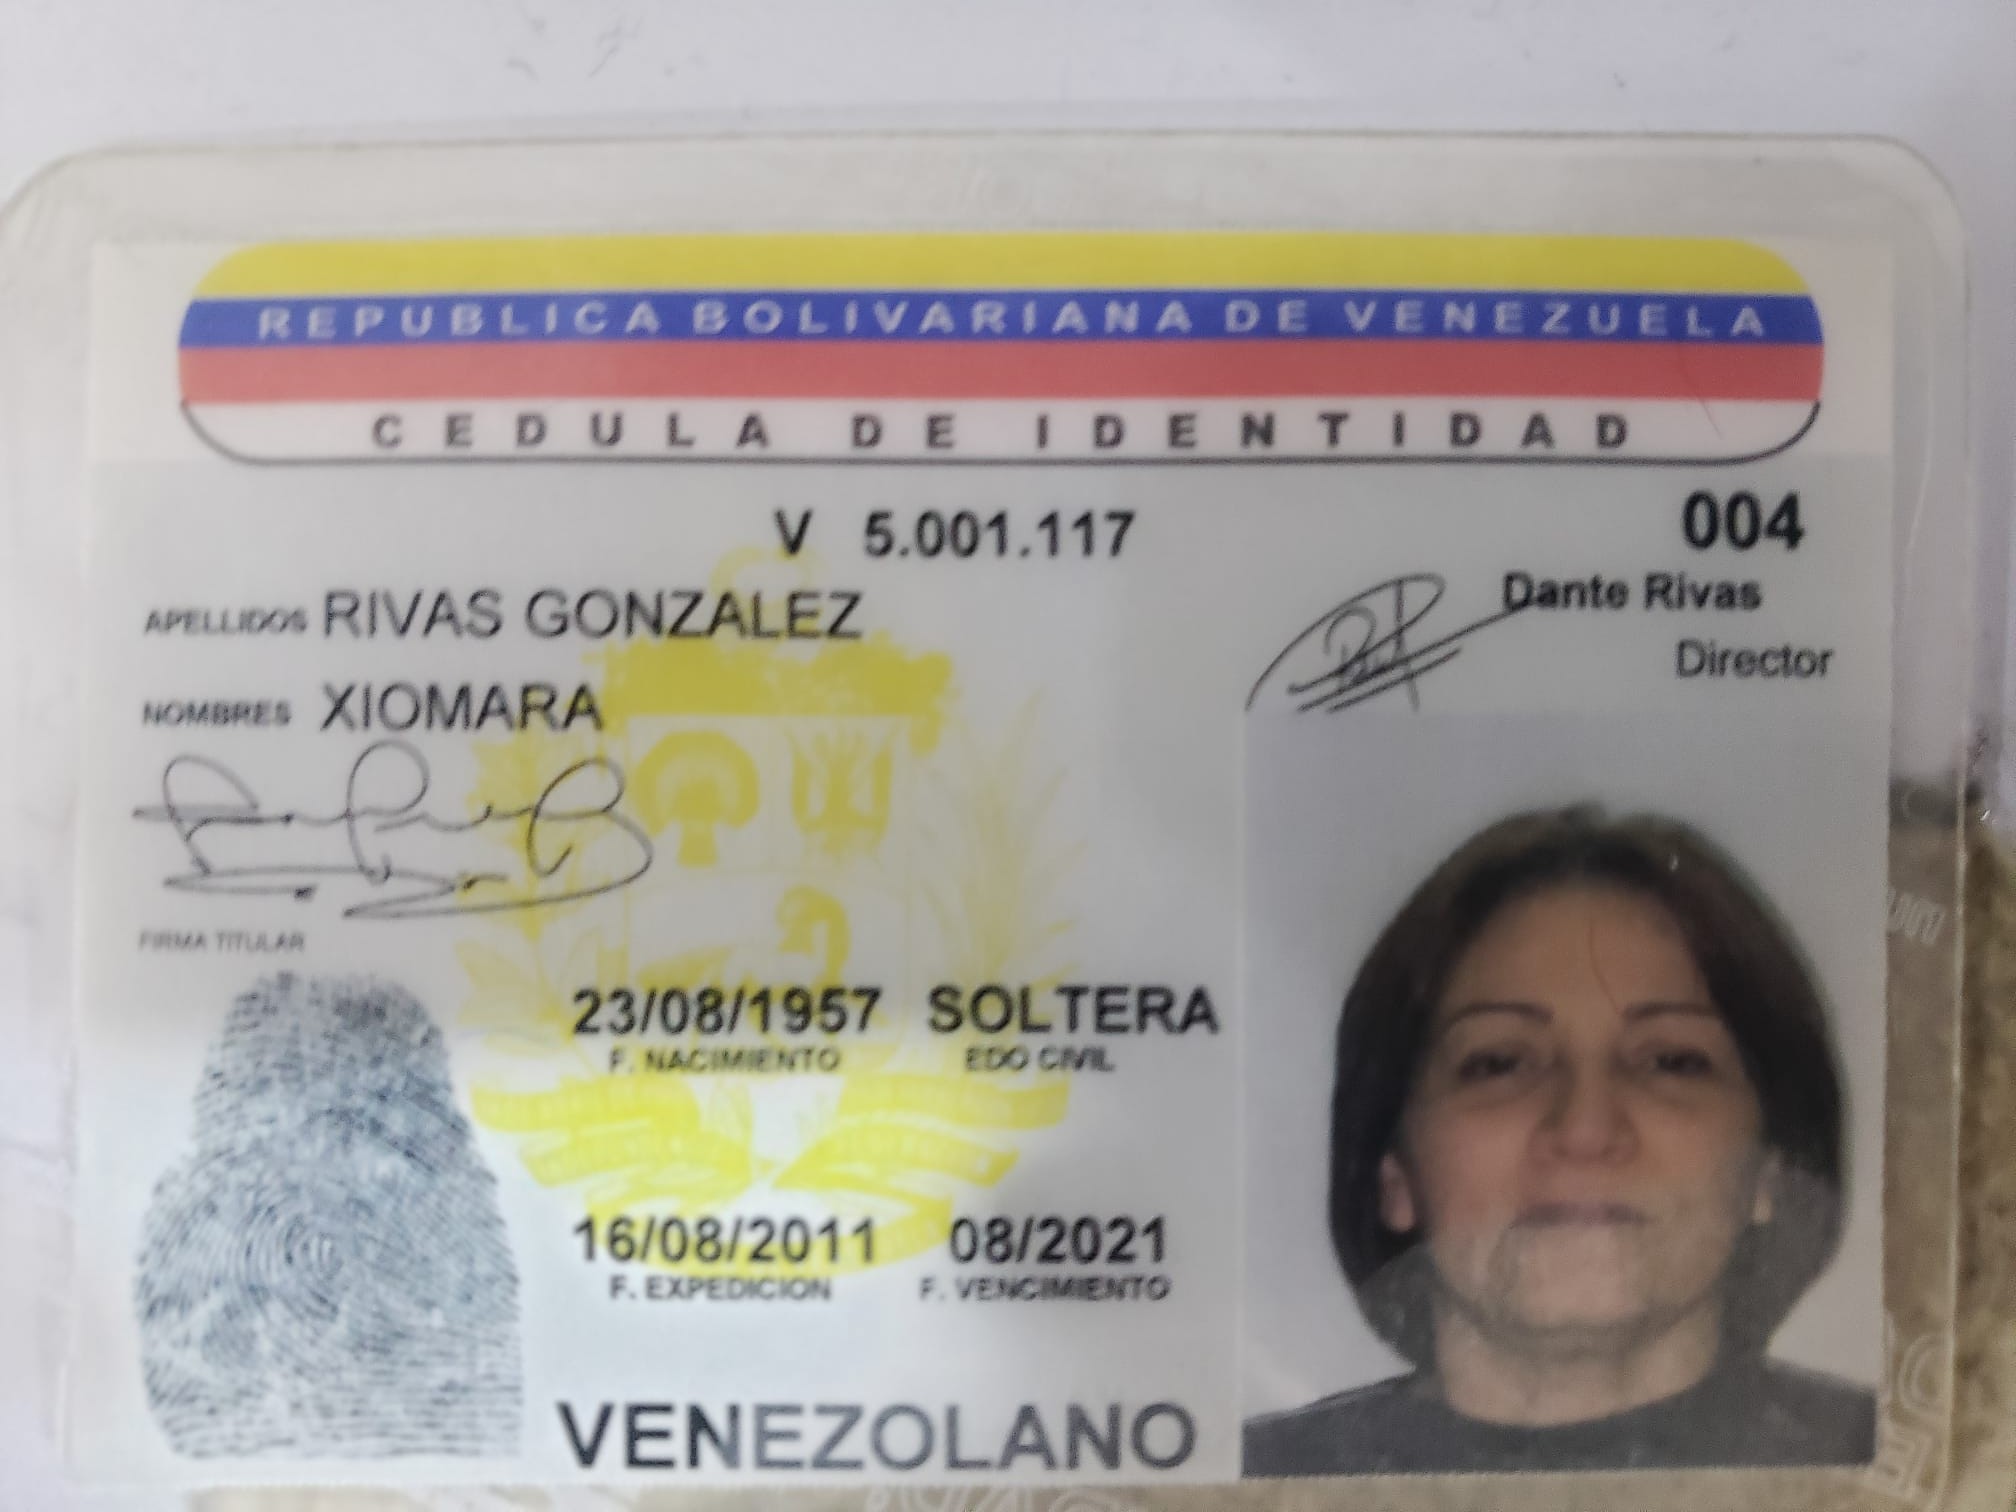 REPUBLICA BOLIVARIANA DE VENEZUELA
CEDULA DE IDENTIDAD
V 5.001.117
004
APELLIDOS RIVAS GONZALEZ
Dante Rivas
Director
NOMBRES XIOMARA
FIRMA TITULAR
23/08/1957 SOLTERA
F. NACIMIENTO EDO CIVIL
16/08/2011 08/2021
F. EXPEDICION F. VENCIMIENTO
VENEZOLANO